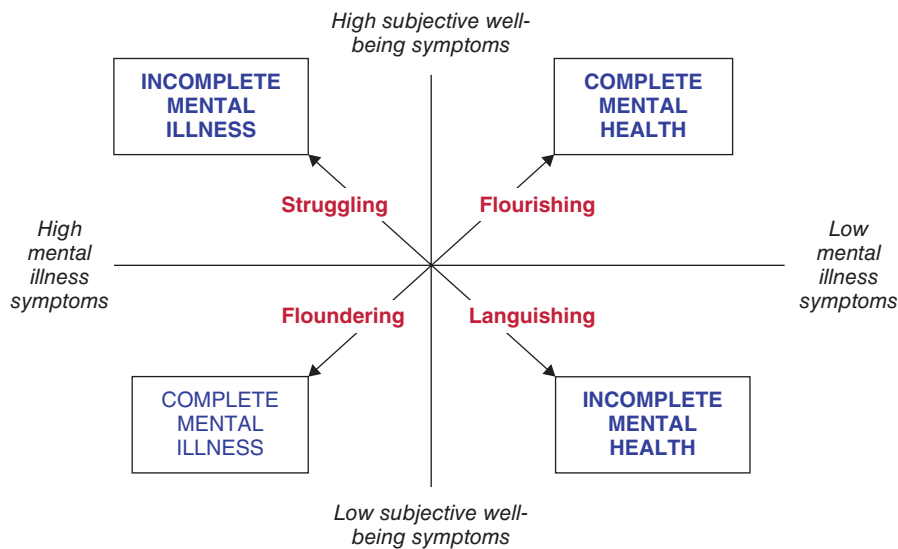 High subjective well-
being symptoms
INCOMPLETE
MENTAL
ILLNESS
COMPLETE
MENTAL
HEALTH
Struggling
Flourishing
High
mental
illness
symptoms
Low
mental
illness
symptoms
Floundering
Languishing
COMPLETE
MENTAL
ILLNESS
INCOMPLETE
MENTAL
HEALTH
Low subjective well-
being symptoms